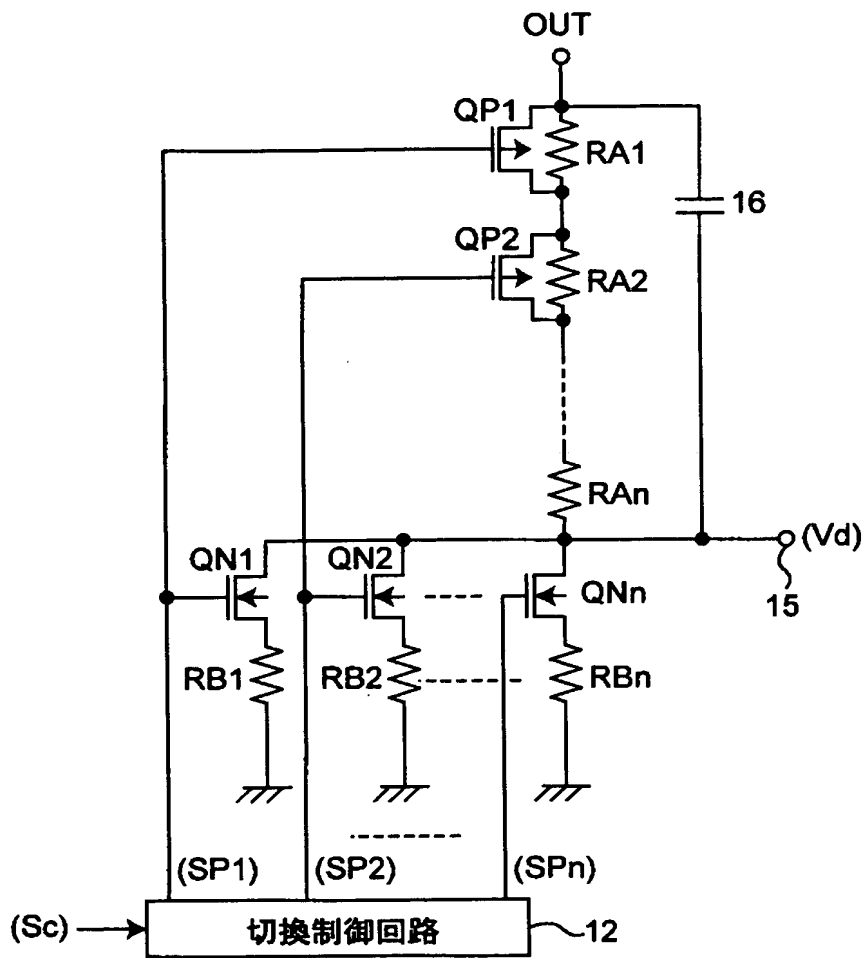 OUT
QP1
RA1
16
QP2
RA2
RAn
QN1
QN2
QNn
(Vd)
15
RB1
RB2
RBn
(SP1)
(SP2)
(SPn)
(Sc)
切換制御回路
12